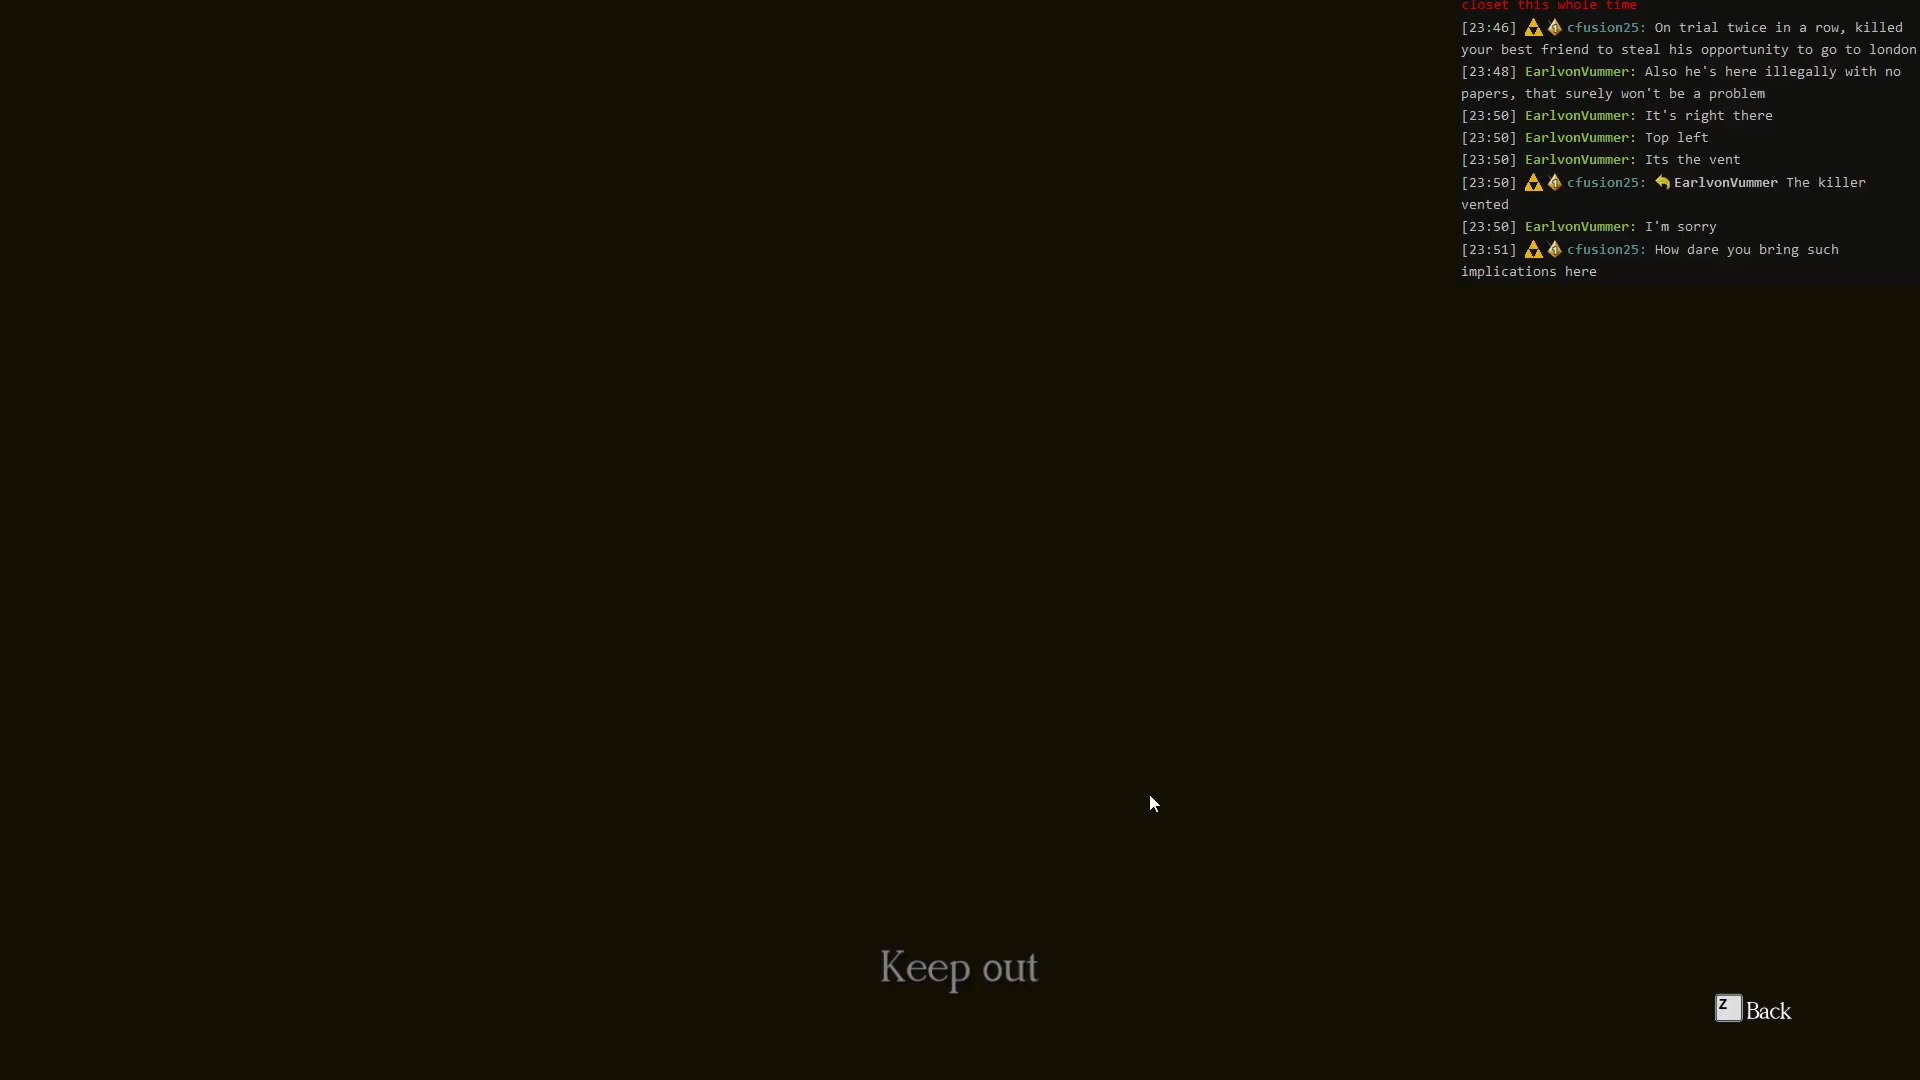 closet this whole time
[23:46] cfusion25: On trial twice in a row, killed
your best friend to steal his opportunity to go to london
[23:48] EarlvonVummer: Also he's here illegally with no
papers, that surely won't be a problem
[23:50] EarlvonVummer: It's right there
[23:50] EarlvonVummer: Top left
[23:50] EarlvonVummer: Its the vent
[23:50] cfusion25: EarlvonVummer The killer
vented
[23:50] EarlvonVummer: I'm sorry
[23:51] cfusion25: How dare you bring such
implications here
Keep out
Z Back